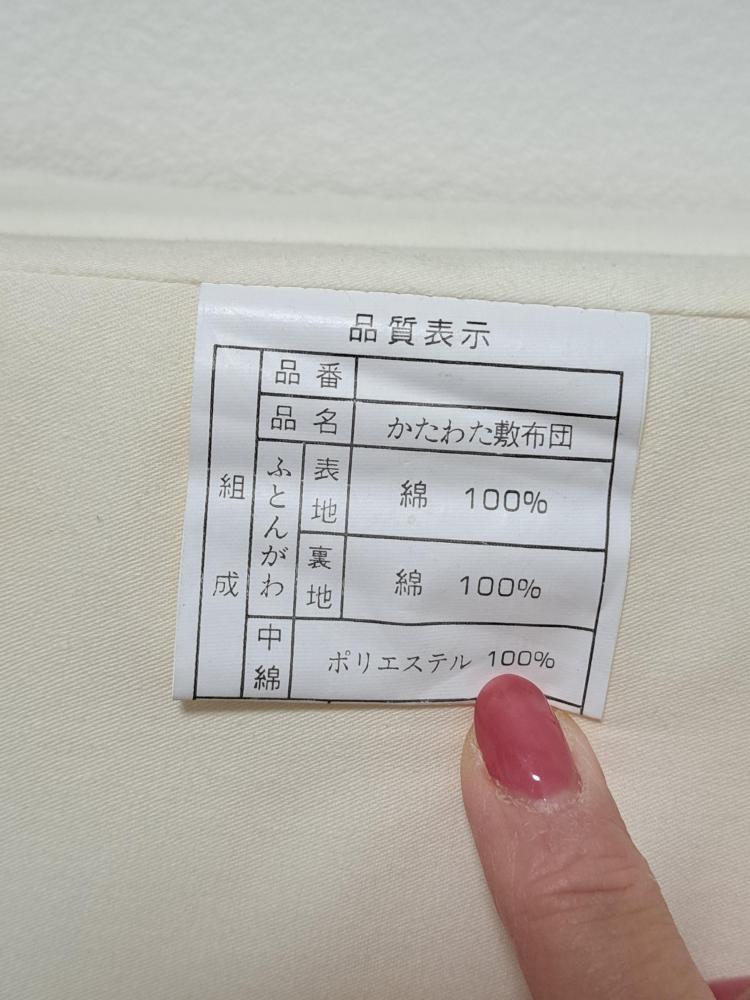 品質表示
品番
品名 かたわた敷布団
組成
ふとんがわ
表地 綿 100%
裏地 綿 100%
中綿 ポリエステル 100%